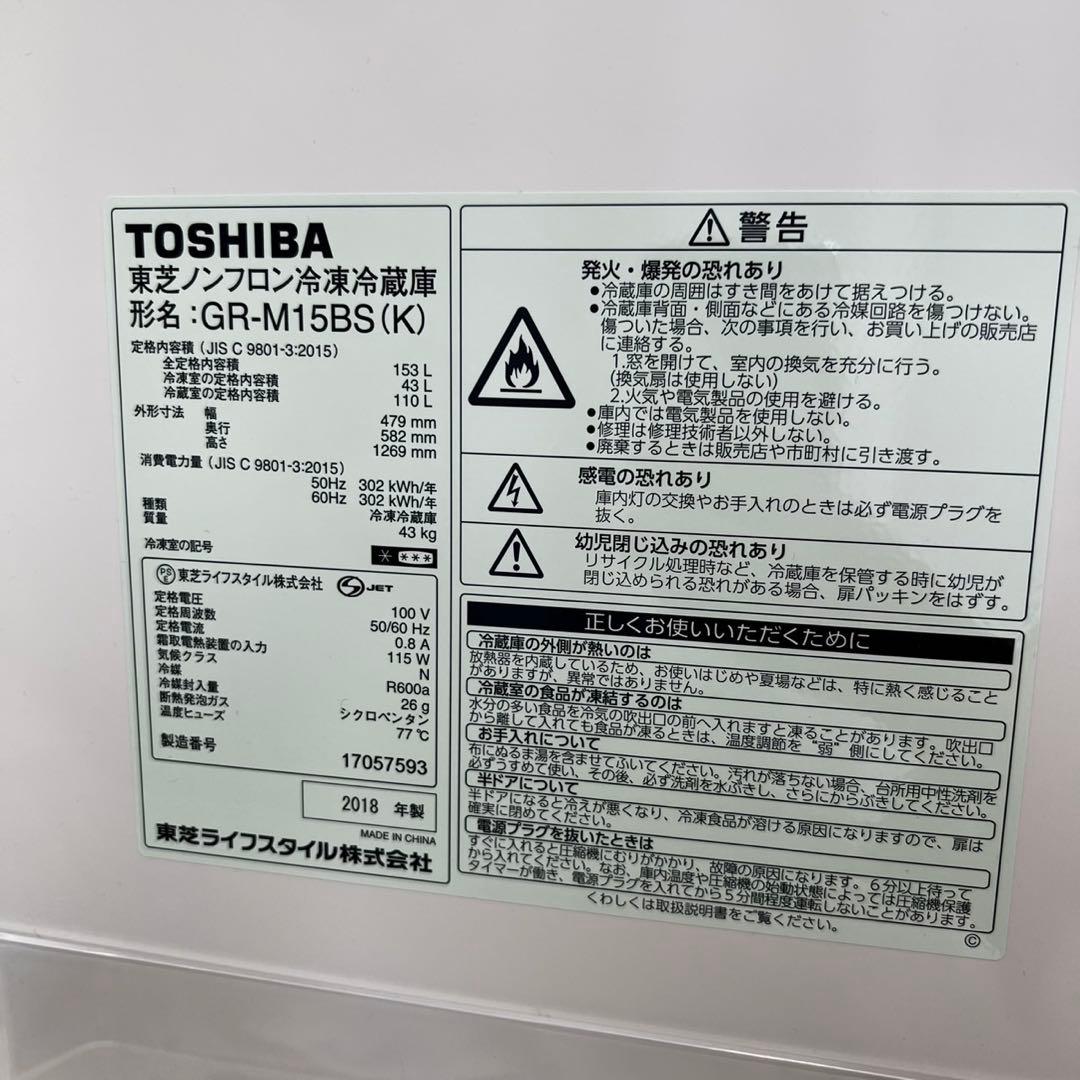 TOSHIBA
東芝ノンフロン冷凍冷蔵庫
形名:GR-M15BS(K)
定格内容積 (JIS C 9801-3:2015)
全定格内容積 153 L
冷凍室の定格内容積 43 L
冷蔵室の定格内容積 110 L
外形寸法 幅 479 mm
奥行 582 mm
高さ 1269 mm
消費電力量 (JIS C 9801-3:2015)
50Hz 302 kWh/年
60Hz 302 kWh/年
種類 冷凍冷蔵庫
質量 43 kg
冷凍室の記号
PS E 東芝ライフスタイル株式会社 JET
定格電圧 100 V
定格周波数 50/60 Hz
定格電流 0.8 A
霜取電熱装置の入力 115 W
気候クラス N
冷媒 R600a
冷媒封入量 26 g
断熱発泡ガス シクロペンタン
温度ヒューズ 77℃
製造番号
17057593
2018 年製
MADE IN CHINA
東芝ライフスタイル株式会社
警告
発火・爆発の恐れあり
●冷蔵庫の周囲はすき間をあけて据えつける。
●冷蔵庫背面・側面などにある冷媒回路を傷つけない。
傷ついた場合、次の事項を行い、お買い上げの販売店
に連絡する。
1.窓を開けて、室内の換気を充分に行う。
(換気扇は使用しない)
2.火気や電気製品の使用を避ける。
●庫内では電気製品を使用しない。
●修理は修理技術者以外しない。
●廃棄するときは販売店や市町村に引き渡す。
感電の恐れあり
庫内灯の交換やお手入れのときは必ず電源プラグを
抜く。
幼児閉じ込みの恐れあり
リサイクル処理時など、冷蔵庫を保管する時に幼児が
閉じ込められる恐れがある場合、扉パッキンをはずす。
正しくお使いいただくために
冷蔵庫の外側が熱いのは
放熱器を内蔵しているため、お使いはじめや夏場などは、特に熱く感じること
がありますが、異常ではありません。
冷蔵室の食品が凍結するのは
水分の多い食品を冷気の吹出口の前へ入れますと凍ることがあります。吹出口
から離して入れても食品が凍るときは、温度調節を“弱”側にしてください。
お手入れについて
布にぬるま湯を含ませてふいてください。汚れが落ちない場合、台所用中性洗剤を
必ずうすめて使い、その後、必ず洗剤を水ぶきし、さらにからぶきしてください。
半ドアについて
半ドアになると冷えが悪くなり、冷凍食品が溶ける原因になりますので、扉は
確実に閉めてください。
電源プラグを抜いたときは
すぐに入れると圧縮機にむりがかかり、故障の原因になります。6分以上待って
から入れてください。なお、庫内温度や圧縮機の始動状態によっては圧縮機保護
タイマーが働き、電源プラグを入れてから5分間程度運転しないことがあります。
くわしくは取扱説明書をご覧ください。
©